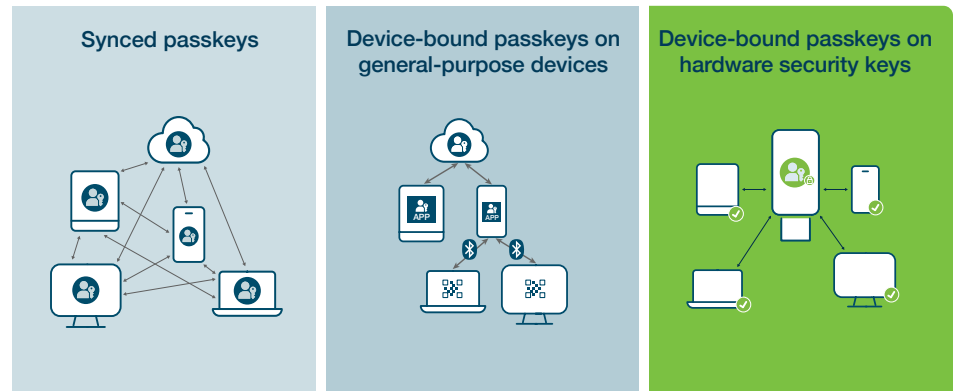 Synced passkeys
Device-bound passkeys on
general-purpose devices
Device-bound passkeys on
hardware security keys
APP
APP